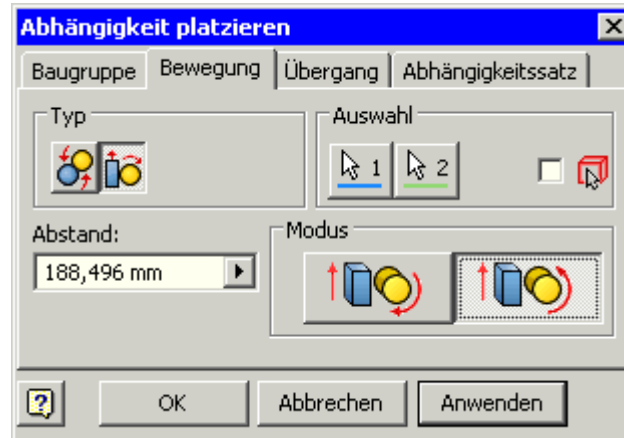 Abhängigkeit platzieren
Baugruppe Bewegung Übergang Abhängigkeitssatz
Typ
Auswahl
1 2
Abstand:
188,496 mm
Modus
OK Abbrechen Anwenden